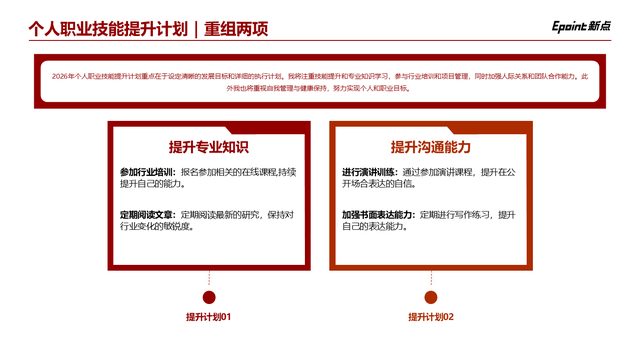 个人职业技能提升计划｜重组两项
Epoint新点
2026年个人职业技能提升计划重点在于设定清晰的发展目标和详细的执行计划。我将注重技能提升和专业知识学习，参与行业培训和项目管理，同时加强人际关系和团队合作能力。此
外我也将重视自我管理与健康保持，努力实现个人和职业目标。
提升专业知识
参加行业培训：报名参加相关的在线课程,持续
提升自己的能力。
定期阅读文章：定期阅读最新的研究，保持对
行业变化的敏锐度。
提升计划01
提升沟通能力
进行演讲训练：通过参加演讲课程，提升在公
开场合表达的自信。
加强书面表达能力：定期进行写作练习，提升
自己的表达能力。
提升计划02